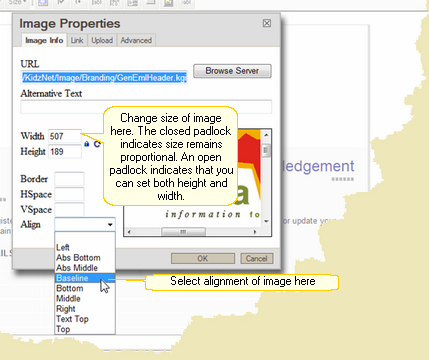 Image Properties
Image Info Link Upload Advanced
URL
/KidzNet/Image/Branding/GenEmlHeader.kg
Browse Server
Alternative Text
Width 507
Height 189
Change size of image
here. The closed padlock
indicates size remains
proportional. An open
padlock indicates that you
can set both height and
width.
Border
HSpace
VSpace
Align
information to
OK Cancel
Left
Abs Bottom
Abs Middle
Baseline
Bottom
Middle
Right
Text Top
Top
Select alignment of image here
ledgement
for update your